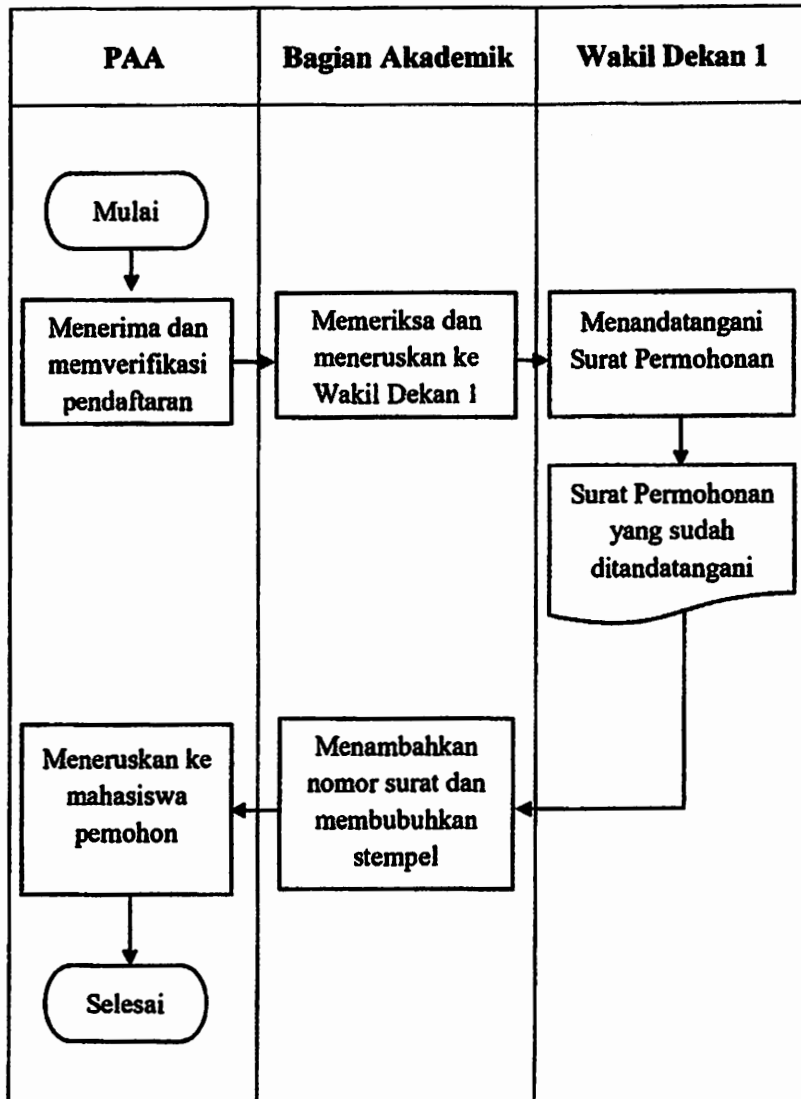 PAA
Bagian Akademik
Wakil Dekan 1
Mulai
Menerima dan
memverifikasi
pendaftaran
Memeriksa dan
meneruskan ke
Wakil Dekan 1
Menandatangani
Surat Permohonan
Surat Permohonan
yang sudah
ditandatangani
Menambahkan
nomor surat dan
membubuhkan
stempel
Meneruskan ke
mahasiswa
pemohon
Selesai